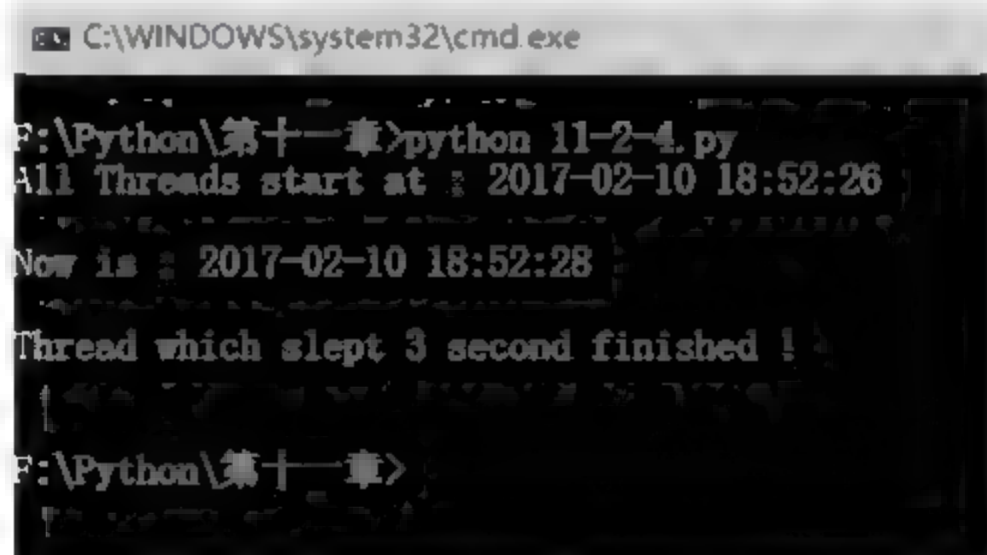 C:\WINDOWS\system32\cmd.exe
F:\Python\第十一章>python 11-2-4.py
All Threads start at : 2017-02-10 18:52:26
Now is : 2017-02-10 18:52:28
Thread which slept 3 second finished !
F:\Python\第十一章>